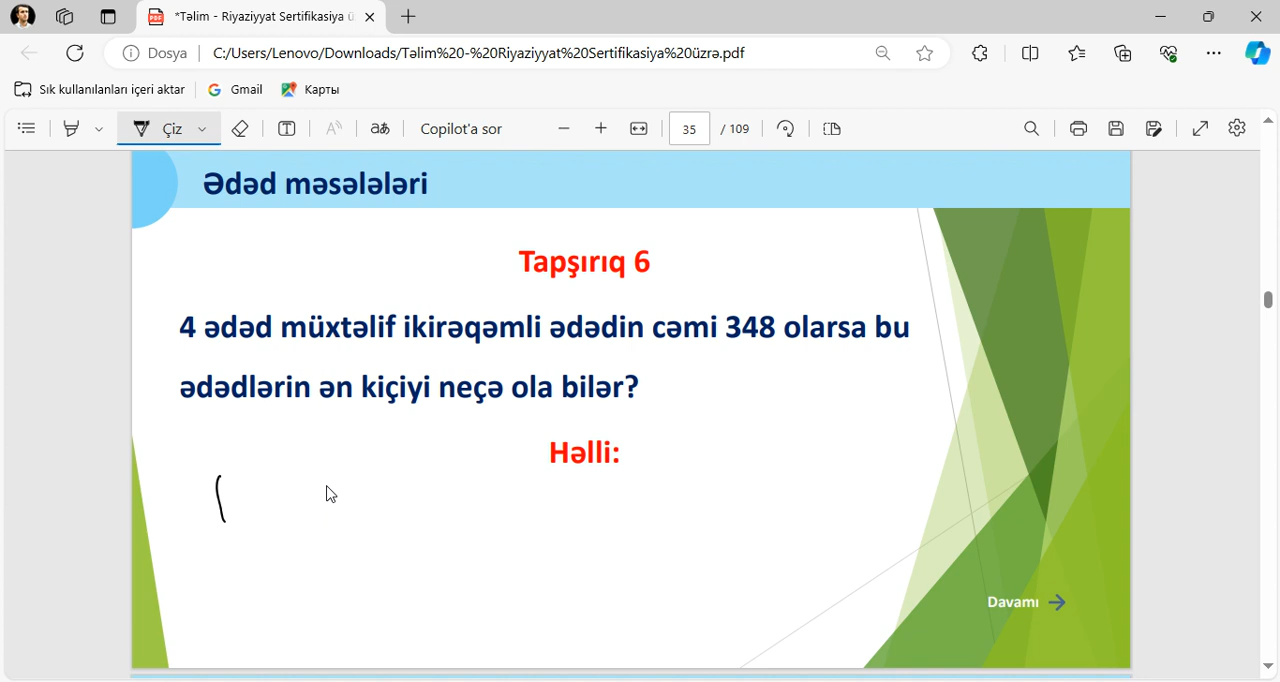 *Təlim - Riyaziyyat Sertifikasiya ü
Dosya
C:/Users/Lenovo/Downloads/Təlim%20-%20Riyaziyyat%20Sertifikasiya%20üzrə.pdf
Sık kullanılanları içeri aktar
Gmail
Карты
Çiz
Copilot'a sor
35 / 109
Ədəd məsələləri
Tapşırıq 6
4 ədəd müxtəlif ikirəqəmli ədədin cəmi 348 olarsa bu
ədədlərin ən kiçiyi neçə ola bilər?
Həlli:
Davamı